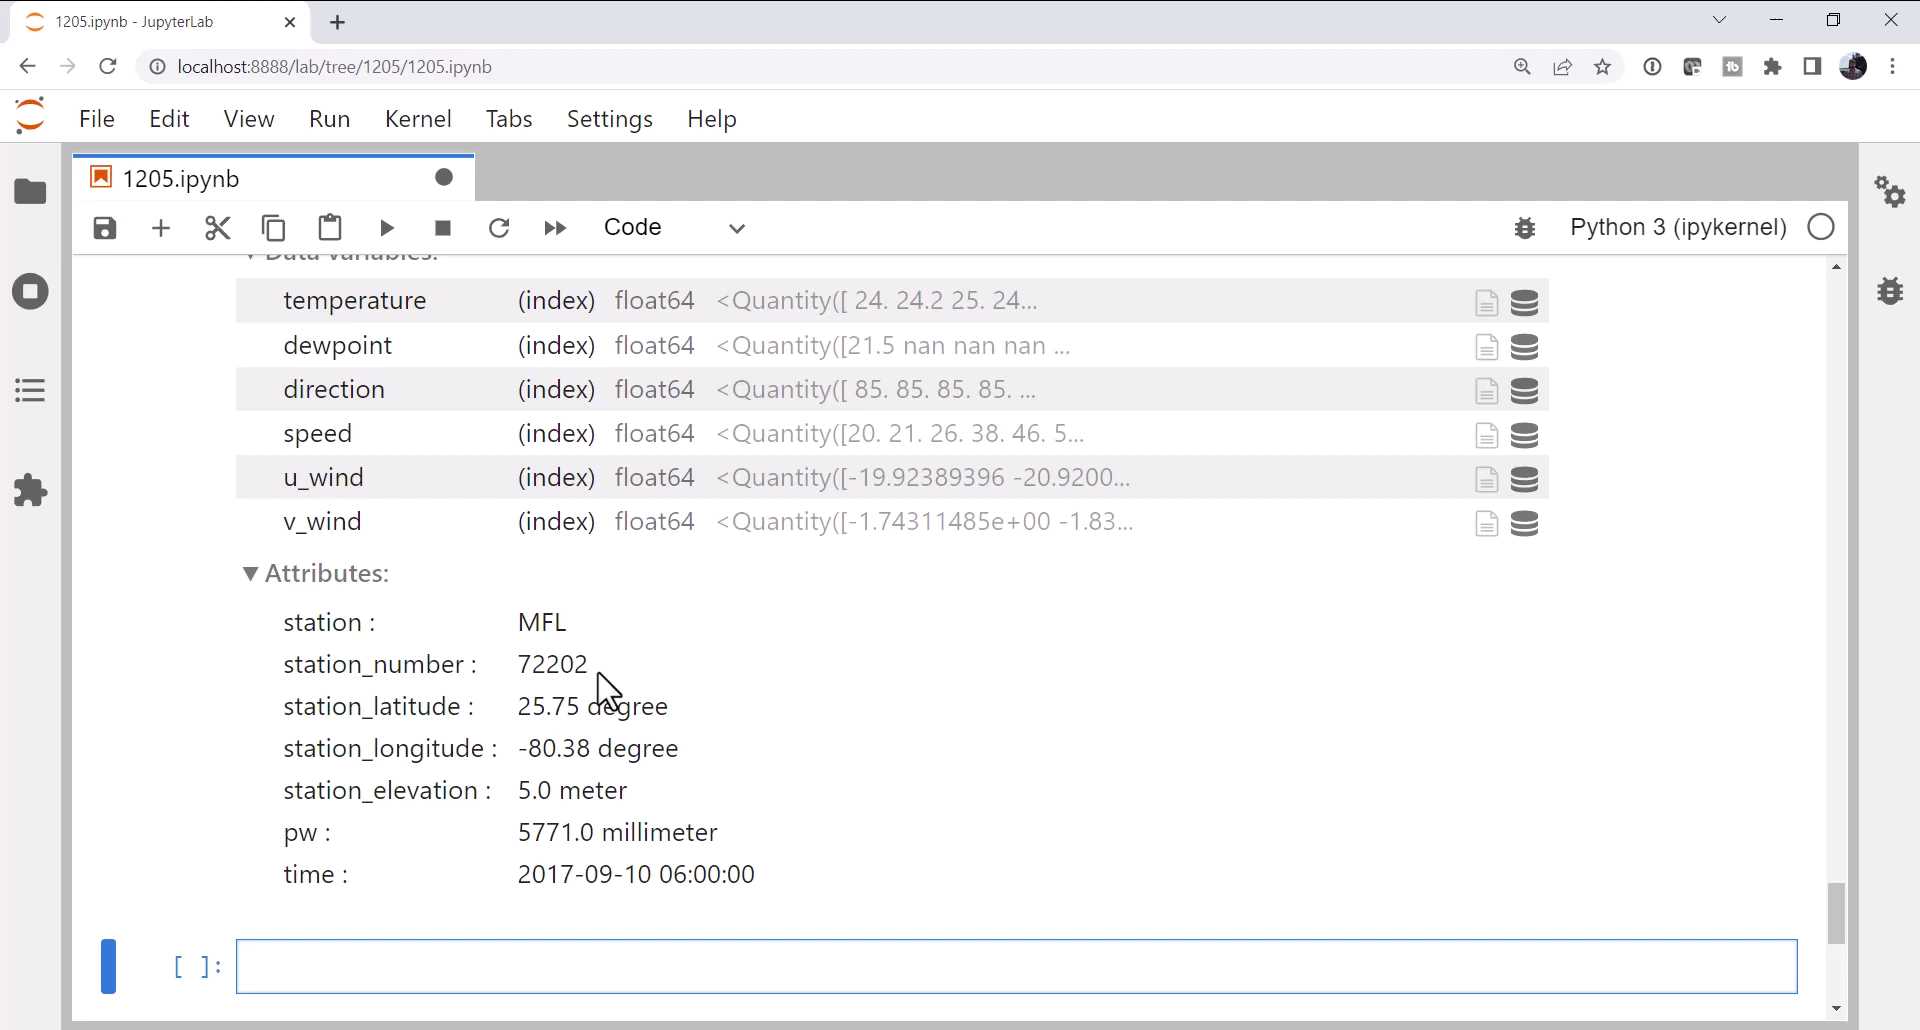 1205.ipynb - JupyterLab
localhost:8888/lab/tree/1205/1205.ipynb
File Edit View Run Kernel Tabs Settings Help
1205.ipynb
Code Python 3 (ipykernel)
Data variables:
temperature (index) float64 <Quantity([ 24. 24.2 25. 24...
dewpoint (index) float64 <Quantity([21.5 nan nan nan ...
direction (index) float64 <Quantity([ 85. 85. 85. 85. ...
speed (index) float64 <Quantity([20. 21. 26. 38. 46. 5...
u_wind (index) float64 <Quantity([-19.92389396 -20.9200...
v_wind (index) float64 <Quantity([-1.74311485e+00 -1.83...
Attributes:
station : MFL
station_number : 72202
station_latitude : 25.75 degree
station_longitude : -80.38 degree
station_elevation : 5.0 meter
pw : 5771.0 millimeter
time : 2017-09-10 06:00:00
[ ]: